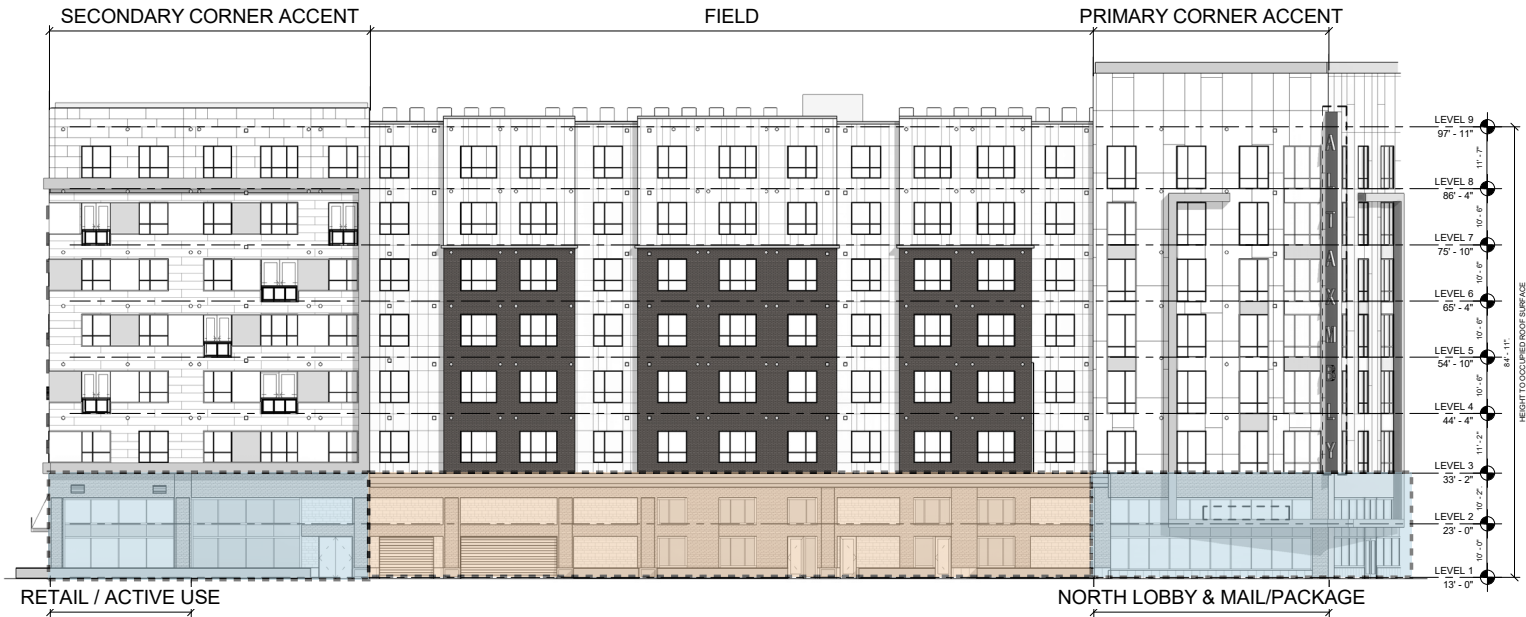 SECONDARY CORNER ACCENT
FIELD
PRIMARY CORNER ACCENT
LEVEL 9
97' - 11"
11' - 7"
LEVEL 8
86' - 4"
10' - 6"
LEVEL 7
75' - 10"
10' - 6"
LEVEL 6
65' - 4"
10' - 6"
LEVEL 5
54' - 10"
10' - 6"
LEVEL 4
44' - 4"
11' - 2"
LEVEL 3
33' - 2"
10' - 2"
LEVEL 2
23' - 0"
10' - 0"
LEVEL 1
13' - 0"
84' - 11"
HEIGHT TO OCCUPIED ROOF SURFACE
RETAIL / ACTIVE USE
NORTH LOBBY & MAIL/PACKAGE